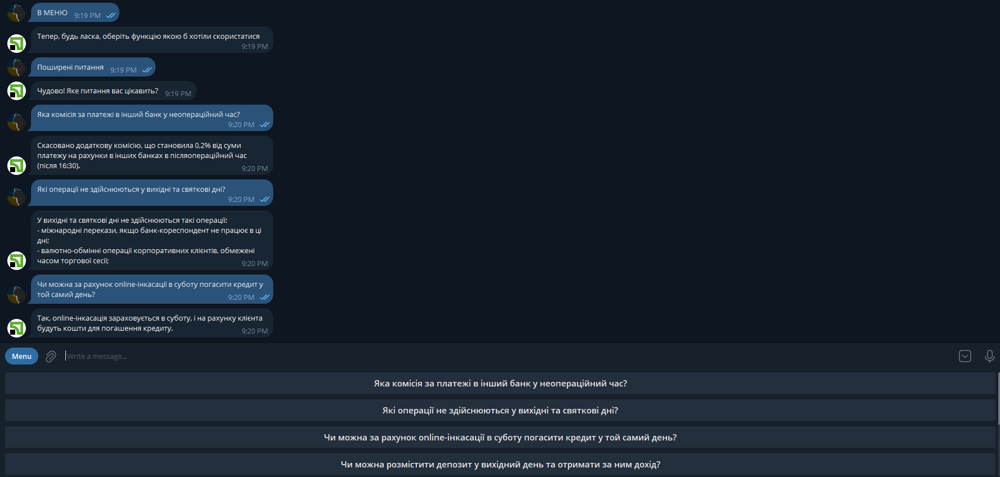 В МЕНЮ 9:19 PM
Тепер, будь ласка, оберіть функцію якою б хотіли скористатися
9:19 PM
Поширені питання 9:19 PM
Чудово! Яке питання вас цікавить? 9:19 PM
Яка комісія за платежі в інший банк у неопераційний час?
9:20 PM
Скасовано додаткову комісію, що становила 0,2% від суми
платежу на рахунки в інших банках в післяопераційний час
(після 16:30). 9:20 PM
Які операції не здійснюються у вихідні та святкові дні?
9:20 PM
У вихідні та святкові дні не здійснюються такі операції:
- міжнародні перекази, якщо банк-кореспондент не працює в ці
дні;
- валютно-обмінні операції корпоративних клієнтів, обмежені
часом торгової сесії; 9:20 PM
Чи можна за рахунок online-інкасації в суботу погасити кредит у
той самий день? 9:20 PM
Так, online-інкасація зараховується в суботу, і на рахунку клієнта
будуть кошти для погашення кредиту. 9:20 PM
Menu Write a message...
Яка комісія за платежі в інший банк у неопераційний час?
Які операції не здійснюються у вихідні та святкові дні?
Чи можна за рахунок online-інкасації в суботу погасити кредит у той самий день?
Чи можна розмістити депозит у вихідний день та отримати за ним дохід?